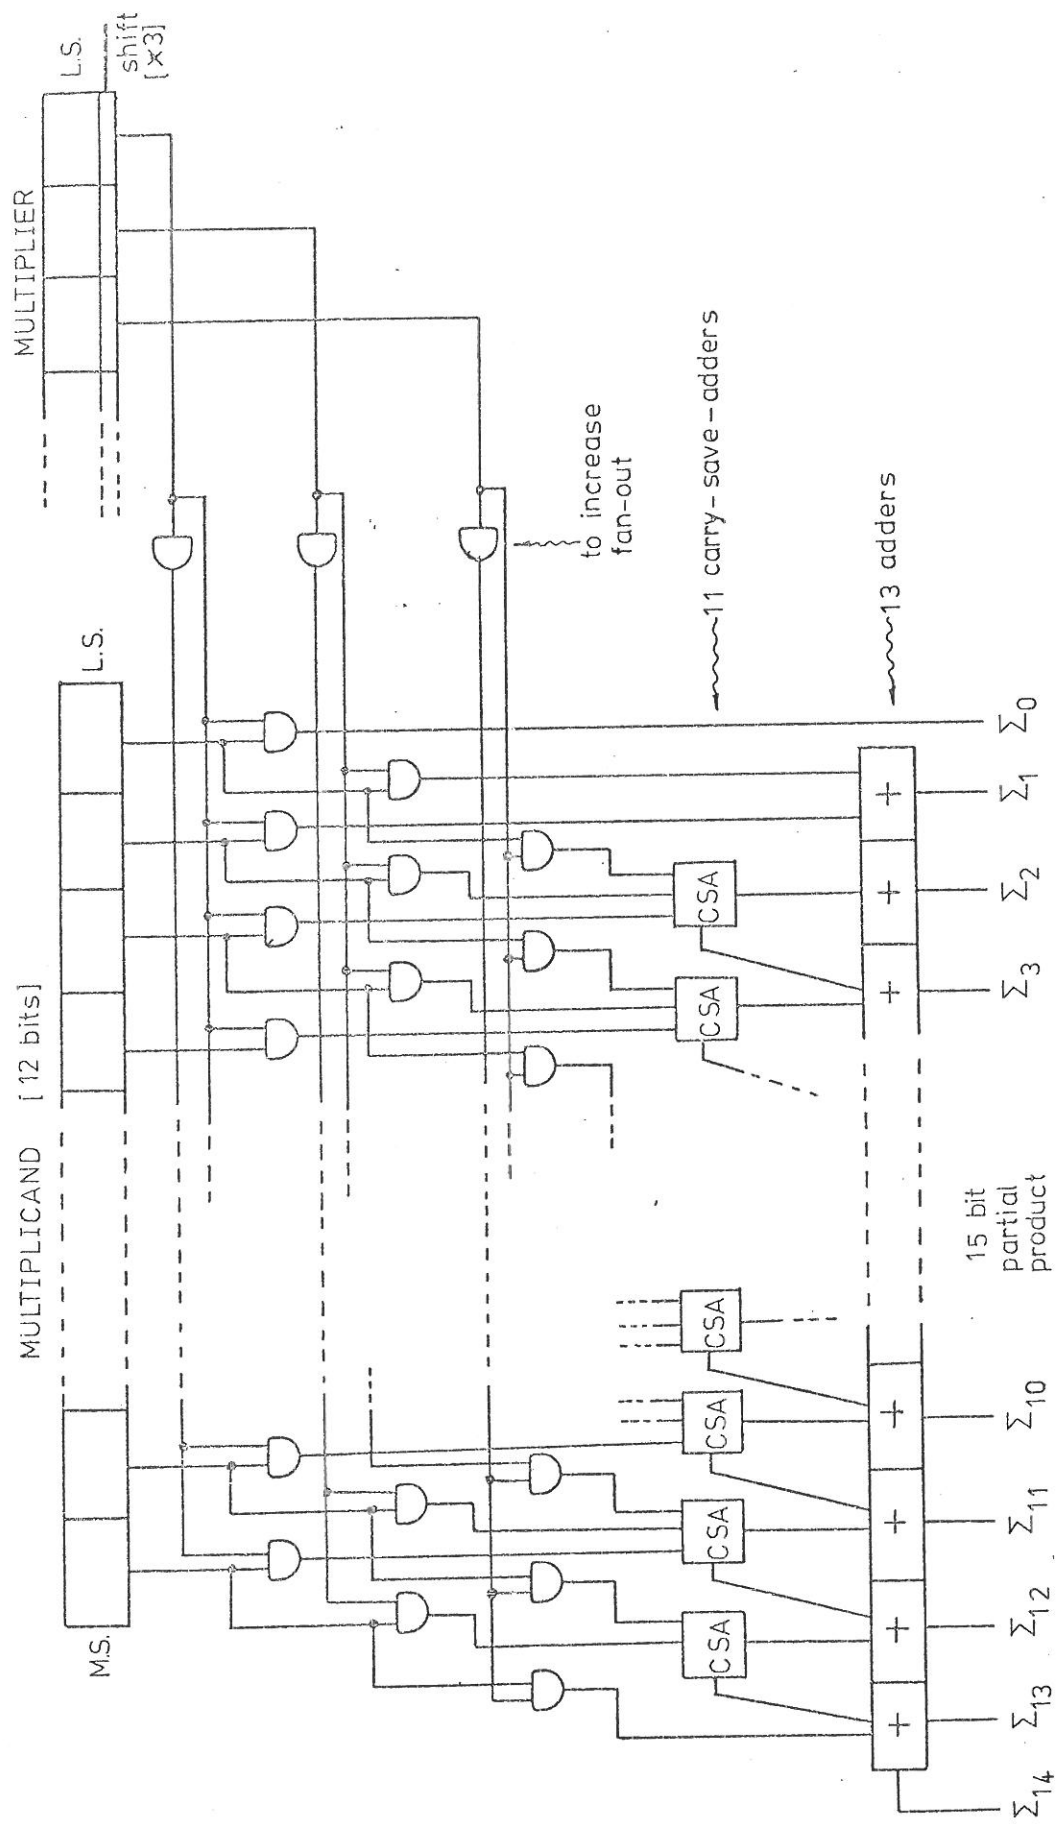 MULTIPLICAND [12 bits]
MULTIPLIER
M.S.
L.S.
L.S.
shift
[×3]
to increase
fan-out
CSA
CSA
CSA
CSA
CSA
CSA
11 carry-save-adders
+
+
+
+
+
+
+
13 adders
Σ14
Σ13
Σ12
Σ11
Σ10
15 bit
partial
product
Σ3
Σ2
Σ1
Σ0